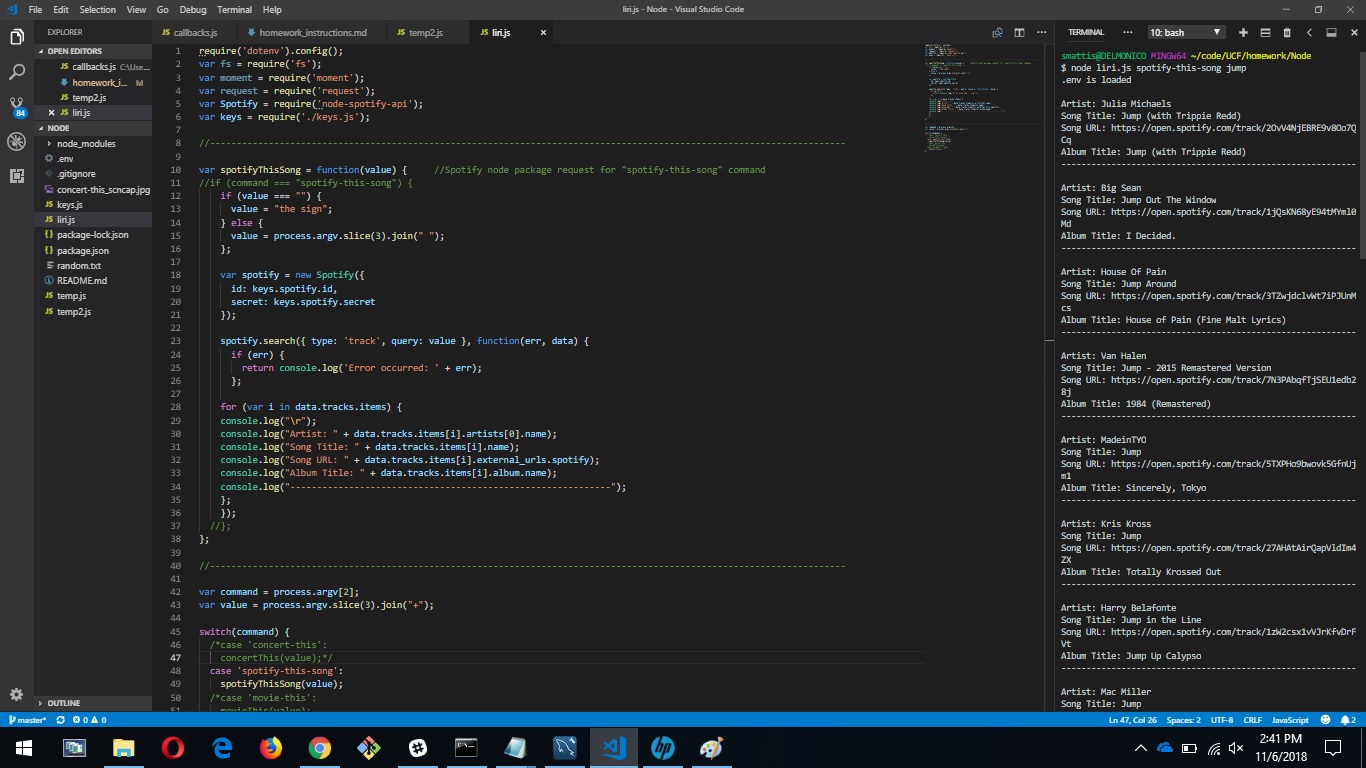 File Edit Selection View Go Debug Terminal Help
liri.js - Node - Visual Studio Code
EXPLORER
OPEN EDITORS
callbacks.js C:\Use...
homework_i... M
temp2.js
liri.js
84
NODE
node_modules
.env
.gitignore
concert-this_scncap.jpg
keys.js
liri.js
package-lock.json
package.json
random.txt
README.md
temp.js
temp2.js
OUTLINE
callbacks.js homework_instructions.md temp2.js liri.js
1 require('dotenv').config();
2 var fs = require('fs');
3 var moment = require('moment');
4 var request = require('request');
5 var Spotify = require('node-spotify-api');
6 var keys = require('./keys.js');
7
8 //------------------------------------------------------------------------------------------------------------------------
9
10 var spotifyThisSong = function(value) { //Spotify node package request for "spotify-this-song" command
11 //if (command === "spotify-this-song") {
12 if (value === "") {
13 value = "the sign";
14 } else {
15 value = process.argv.slice(3).join(" ");
16 };
17
18 var spotify = new Spotify({
19 id: keys.spotify.id,
20 secret: keys.spotify.secret
21 });
22
23 spotify.search({ type: 'track', query: value }, function(err, data) {
24 if (err) {
25 return console.log('Error occurred: ' + err);
26 };
27
28 for (var i in data.tracks.items) {
29 console.log("\r");
30 console.log("Artist: " + data.tracks.items[i].artists[0].name);
31 console.log("Song Title: " + data.tracks.items[i].name);
32 console.log("Song URL: " + data.tracks.items[i].external_urls.spotify);
33 console.log("Album Title: " + data.tracks.items[i].album.name);
34 console.log("-------------------------------------------------------------");
35 };
36 });
37 //};
38 };
39
40 //------------------------------------------------------------------------------------------------------------------------
41
42 var command = process.argv[2];
43 var value = process.argv.slice(3).join("+");
44
45 switch(command) {
46 /*case 'concert-this':
47 concertThis(value);*/
48 case 'spotify-this-song':
49 spotifyThisSong(value);
50 /*case 'movie-this':
51 movieThis(value);
TERMINAL ... 10: bash
smattis@DELMONICO MINGW64 ~/code/UCF/homework/Node
$ node liri.js spotify-this-song jump
.env is loaded
Artist: Julia Michaels
Song Title: Jump (with Trippie Redd)
Song URL: https://open.spotify.com/track/2OvV4NjEBRE9v8Oo7Q
Cq
Album Title: Jump (with Trippie Redd)
--------------------------------------------------------
Artist: Big Sean
Song Title: Jump Out The Window
Song URL: https://open.spotify.com/track/1jQsKN68yE94tMYml0
Md
Album Title: I Decided.
--------------------------------------------------------
Artist: House Of Pain
Song Title: Jump Around
Song URL: https://open.spotify.com/track/3TZwjdclvWt7iPJUnM
cs
Album Title: House of Pain (Fine Malt Lyrics)
--------------------------------------------------------
Artist: Van Halen
Song Title: Jump - 2015 Remastered Version
Song URL: https://open.spotify.com/track/7N3PAbqfTjSEU1edb2
8j
Album Title: 1984 (Remastered)
--------------------------------------------------------
Artist: MadeinTYO
Song Title: Jump
Song URL: https://open.spotify.com/track/5TXPHo9bwovk5GfnUj
m1
Album Title: Sincerely, Tokyo
--------------------------------------------------------
Artist: Kris Kross
Song Title: Jump
Song URL: https://open.spotify.com/track/27AHAtAirQapVldIm4
ZX
Album Title: Totally Krossed Out
--------------------------------------------------------
Artist: Harry Belafonte
Song Title: Jump in the Line
Song URL: https://open.spotify.com/track/1zW2csx1vVJrKfvDrF
Vt
Album Title: Jump Up Calypso
--------------------------------------------------------
Artist: Mac Miller
Song Title: Jump
master* 0 0
Ln 47, Col 26 Spaces: 2 UTF-8 CRLF JavaScript 2
2:41 PM
11/6/2018